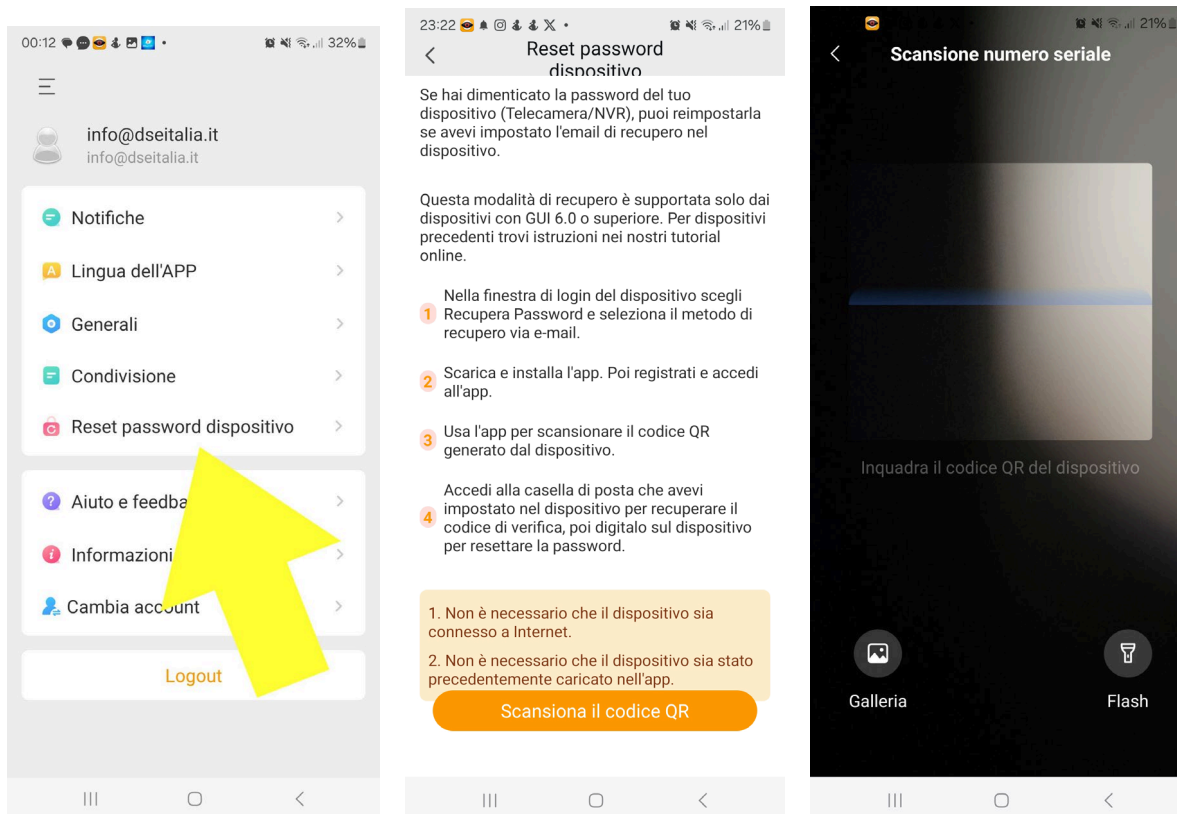 00:12
32%
info@dseitalia.it
info@dseitalia.it
Notifiche
Lingua dell'APP
Generali
Condivisione
Reset password dispositivo
Aiuto e feedba
Informazioni
Cambia account
Logout
23:22
21%
Reset password
dispositivo
Se hai dimenticato la password del tuo
dispositivo (Telecamera/NVR), puoi reimpostarla
se avevi impostato l'email di recupero nel
dispositivo.
Questa modalità di recupero è supportata solo dai
dispositivi con GUI 6.0 o superiore. Per dispositivi
precedenti trovi istruzioni nei nostri tutorial
online.
1 Nella finestra di login del dispositivo scegli
Recupera Password e seleziona il metodo di
recupero via e-mail.
2 Scarica e installa l'app. Poi registrati e accedi
all'app.
3 Usa l'app per scansionare il codice QR
generato dal dispositivo.
4 Accedi alla casella di posta che avevi
impostato nel dispositivo per recuperare il
codice di verifica, poi digitalo sul dispositivo
per resettare la password.
1. Non è necessario che il dispositivo sia
connesso a Internet.
2. Non è necessario che il dispositivo sia stato
precedentemente caricato nell'app.
Scansiona il codice QR
21%
Scansione numero seriale
Inquadra il codice QR del dispositivo
Galleria
Flash